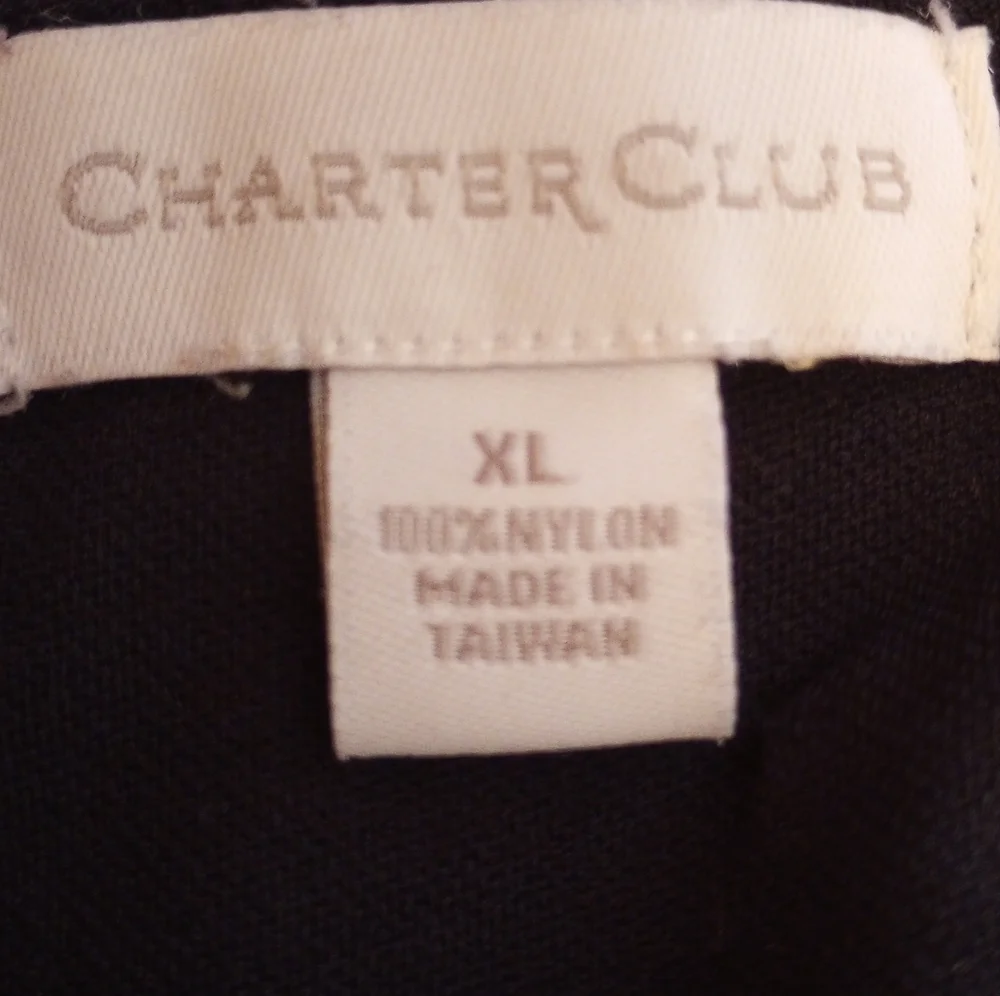 CHARTER CLUB
XL
100% NYLON
MADE IN
TAIWAN